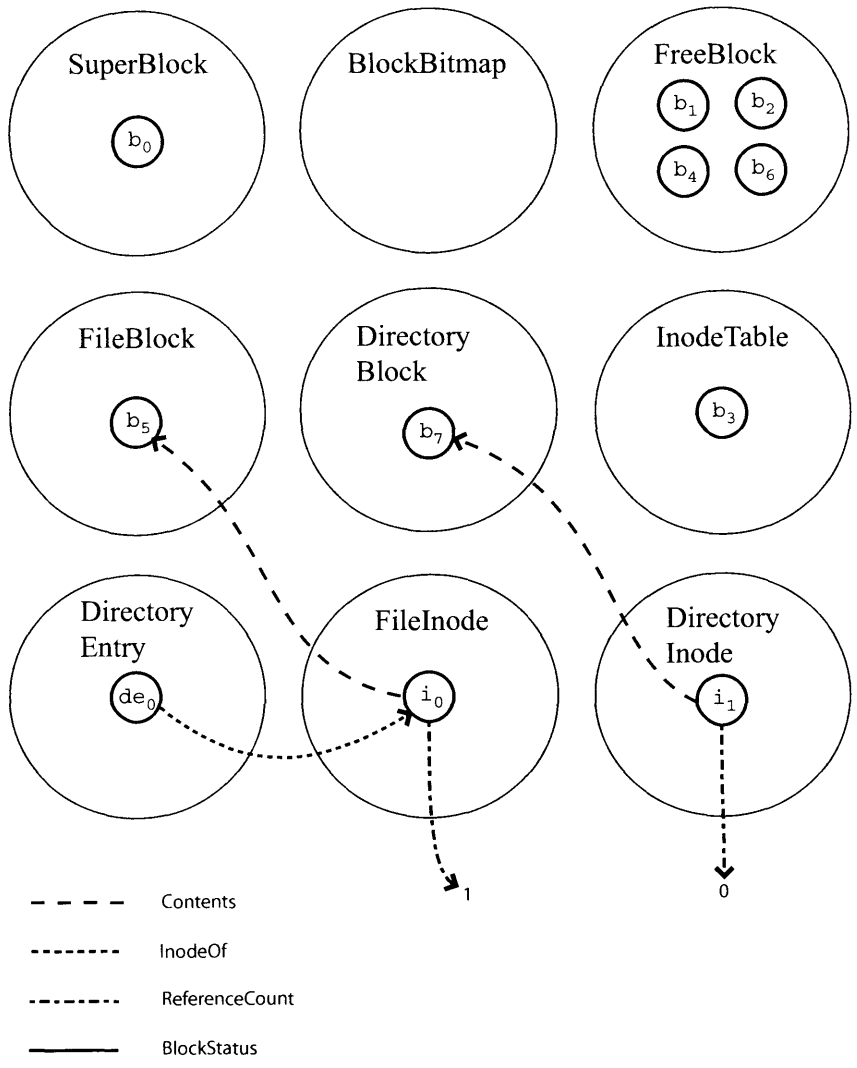 SuperBlock
b0
BlockBitmap
FreeBlock
b1
b2
b4
b6
FileBlock
b5
Directory
Block
b7
InodeTable
b3
Directory
Entry
de0
FileInode
i0
Directory
Inode
i1
1
0
Contents
InodeOf
ReferenceCount
BlockStatus